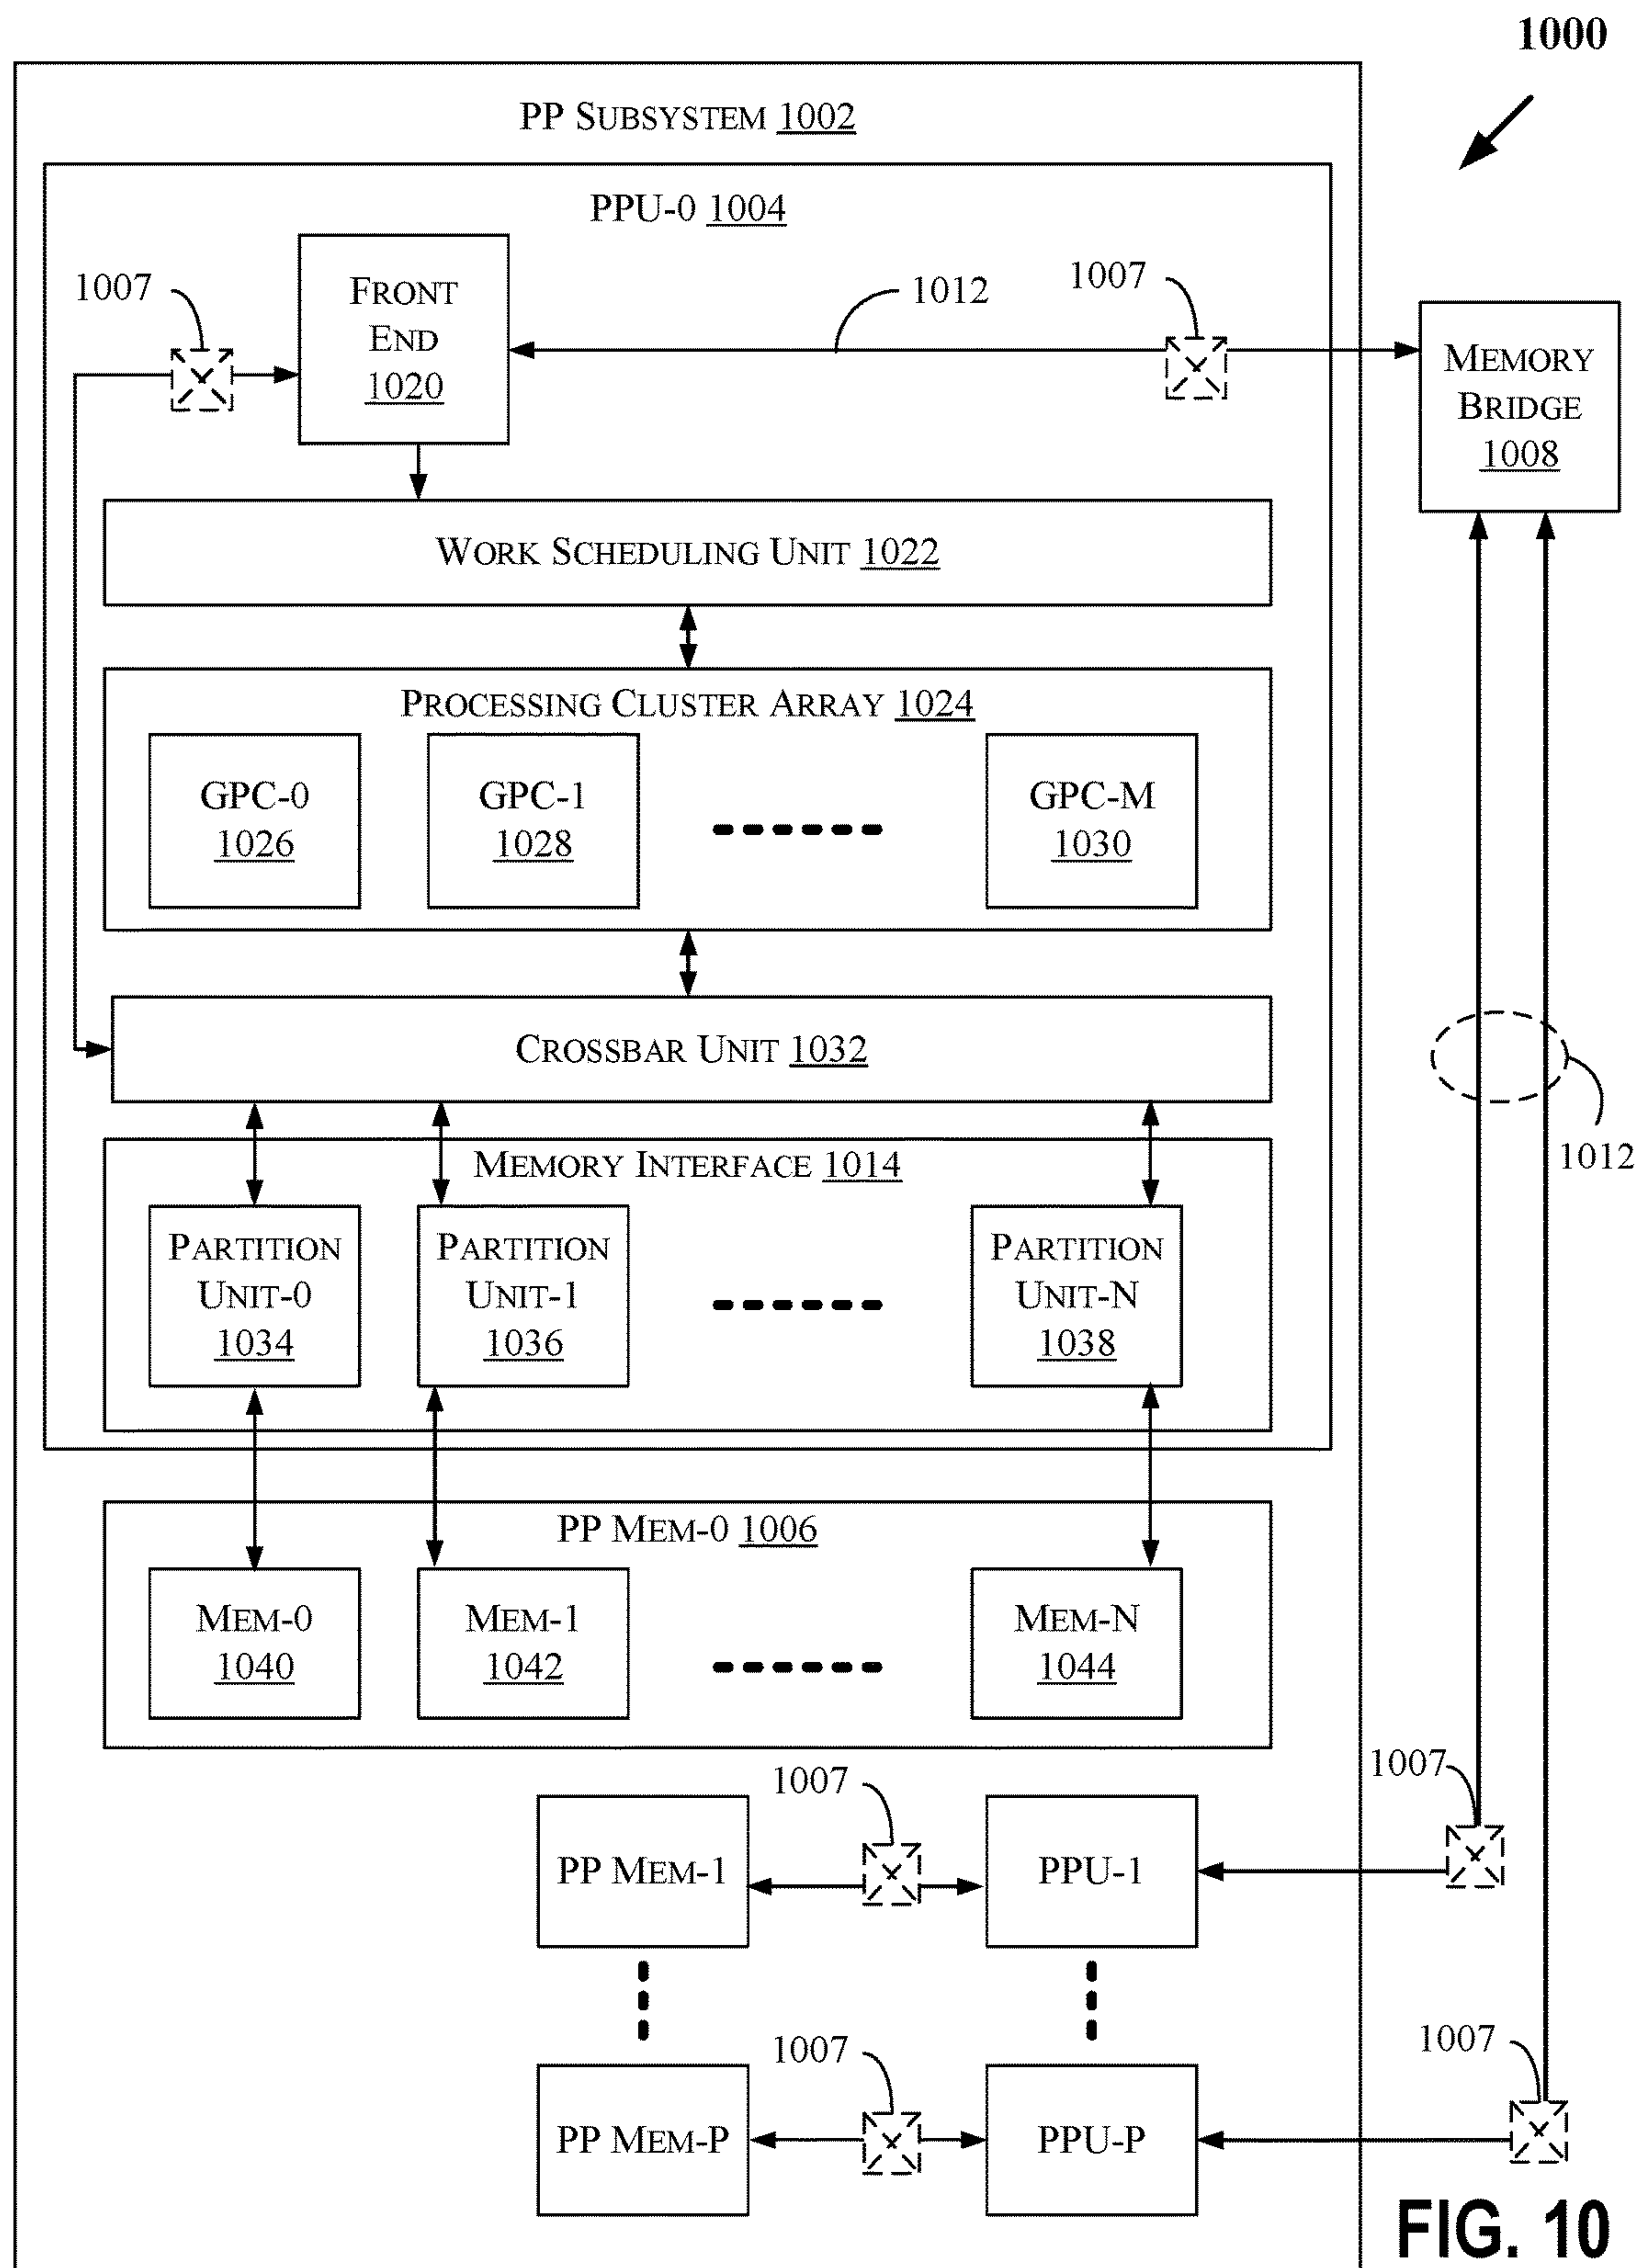 1000
PP SUBSYSTEM 1002
PPU-0 1004
1007
FRONT
END
1020
1012
1007
MEMORY
BRIDGE
1008
WORK SCHEDULING UNIT 1022
PROCESSING CLUSTER ARRAY 1024
GPC-0
1026
GPC-1
1028
GPC-M
1030
CROSSBAR UNIT 1032
1012
MEMORY INTERFACE 1014
PARTITION
UNIT-0
1034
PARTITION
UNIT-1
1036
PARTITION
UNIT-N
1038
PP MEM-0 1006
MEM-0
1040
MEM-1
1042
MEM-N
1044
1007
1007
PP MEM-1
PPU-1
1007
1007
PP MEM-P
PPU-P
FIG. 10